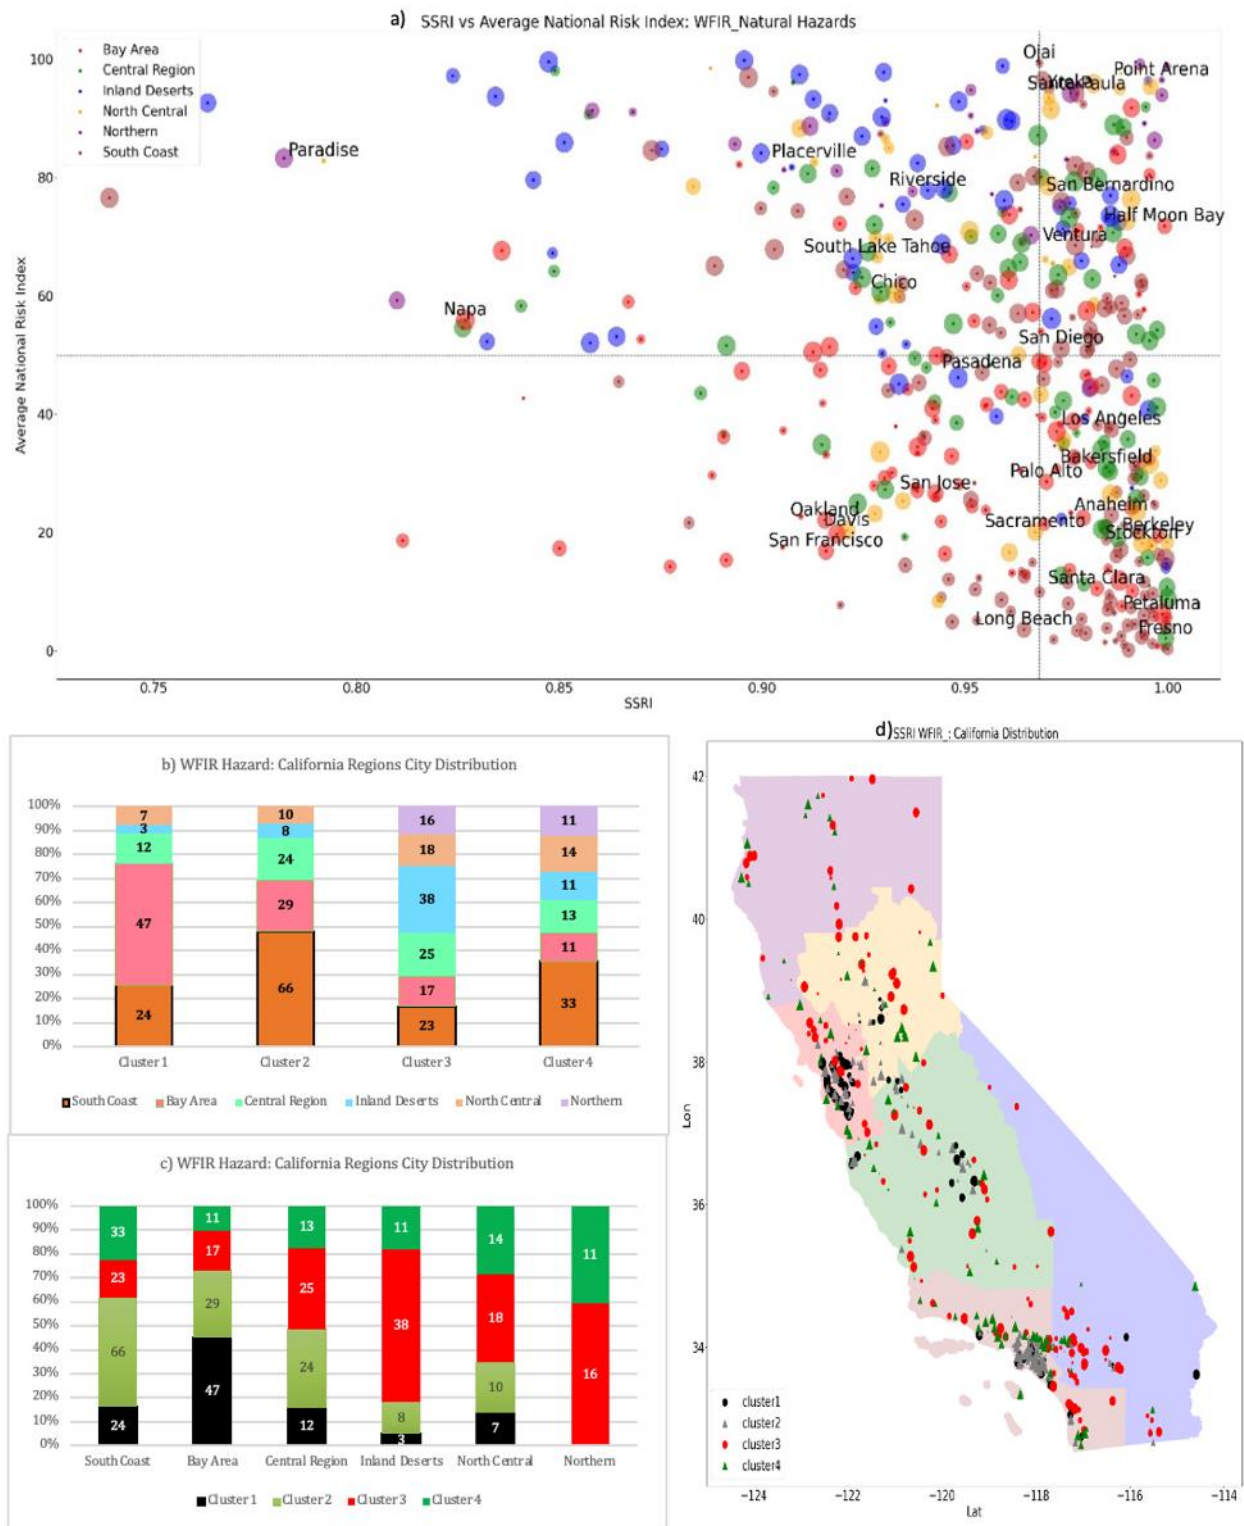 a) SSRI vs Average National Risk Index: WFIR_Natural Hazards
Bay Area
Central Region
Inland Deserts
North Central
Northern
South Coast
Average National Risk Index
100
80
60
40
20
0
Ojai
Point Arena
Paradise
Placerville
Riverside
San Bernardino
Half Moon Bay
Ventura
South Lake Tahoe
Chico
Napa
San Diego
Pasadena
Los Angeles
Bakersfield
Palo Alto
San Jose
Anaheim
Oakland
Davis
Sacramento
Berkeley
Stockton
San Francisco
Santa Clara
Petaluma
Long Beach
Fresno
0.75 0.80 0.85 0.90 0.95 1.00
SSRI
b) WFIR Hazard: California Regions City Distribution
100%
90%
80%
70%
60%
50%
40%
30%
20%
10%
0%
7 3 12 47 24
10 8 24 29 66
16 18 38 25 17 23
11 14 11 13 11 33
Cluster 1 Cluster 2 Cluster 3 Cluster 4
South Coast Bay Area Central Region Inland Deserts North Central Northern
c) WFIR Hazard: California Regions City Distribution
100%
90%
80%
70%
60%
50%
40%
30%
20%
10%
0%
33 23 66 24
11 17 29 47
13 25 24 12
11 38 8 3
14 18 10 7
11 16
South Coast Bay Area Central Region Inland Deserts North Central Northern
Cluster 1 Cluster 2 Cluster 3 Cluster 4
d) SSRI WFIR_: California Distribution
Lon
42
40
38
36
34
cluster1
cluster2
cluster3
cluster4
−124 −122 −120 −118 −116 −114
Lat